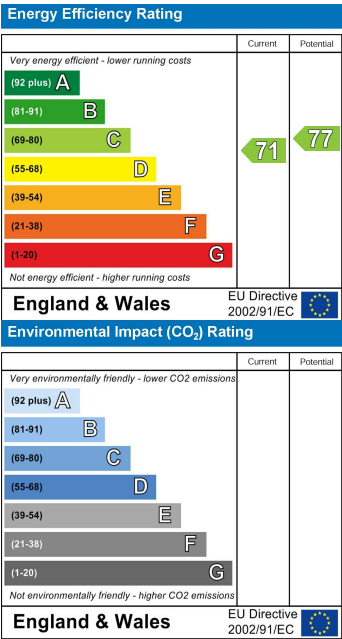 Energy Efficiency Rating
Current Potential
Very energy efficient - lower running costs
(92 plus) A
(81-91) B
(69-80) C
(55-68) D
(39-54) E
(21-38) F
(1-20) G
71
77
Not energy efficient - higher running costs
England & Wales
EU Directive
2002/91/EC
Environmental Impact (CO₂) Rating
Current Potential
Very environmentally friendly - lower CO2 emissions
(92 plus) A
(81-91) B
(69-80) C
(55-68) D
(39-54) E
(21-38) F
(1-20) G
Not environmentally friendly - higher CO2 emissions
England & Wales
EU Directive
2002/91/EC